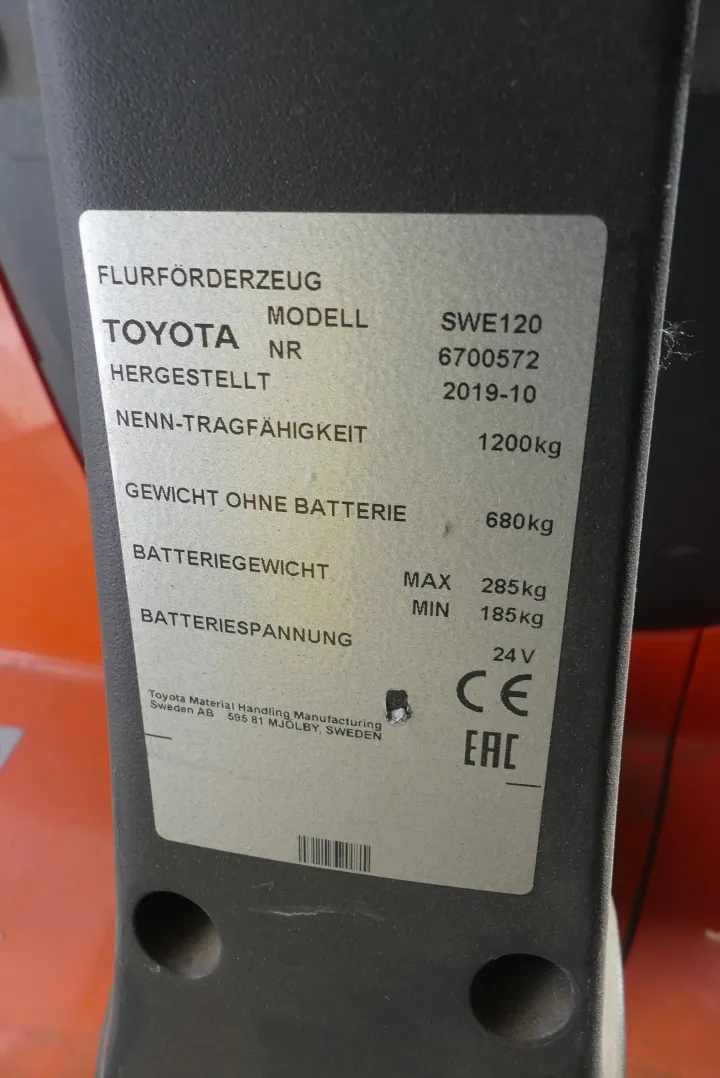 FLURFÖRDERZEUG
TOYOTA MODELL SWE120
NR 6700572
HERGESTELLT 2019-10
NENN-TRAGFÄHIGKEIT 1200kg
GEWICHT OHNE BATTERIE 680kg
BATTERIEGEWICHT MAX 285kg
MIN 185kg
BATTERIESPANNUNG 24V
Toyota Material Handling Manufacturing
Sweden AB 595 81 MJÖLBY, SWEDEN
CE
EAC